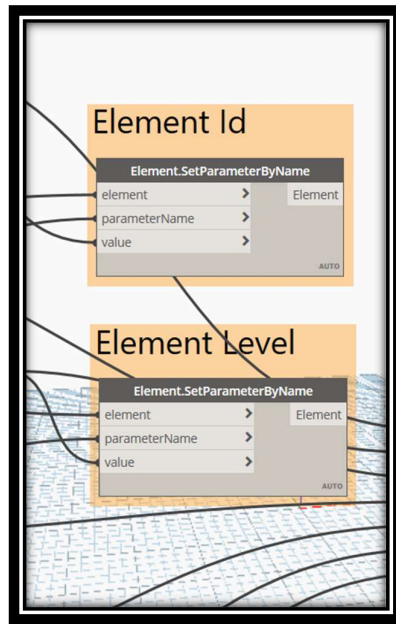 Element Id
Element.SetParameterByName
element > Element
parameterName >
value >
AUTO
Element Level
Element.SetParameterByName
element > Element
parameterName >
value >
AUTO